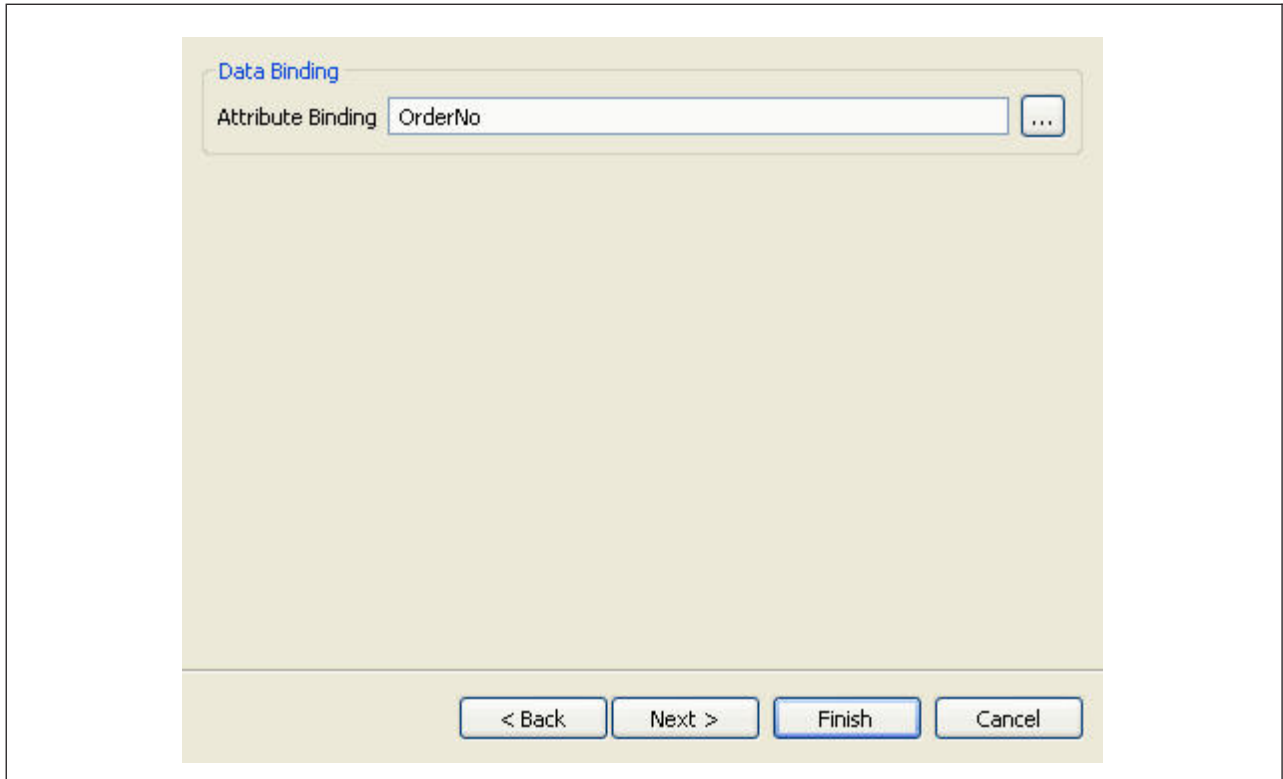 Data Binding
Attribute Binding OrderNo ...
< Back Next > Finish Cancel